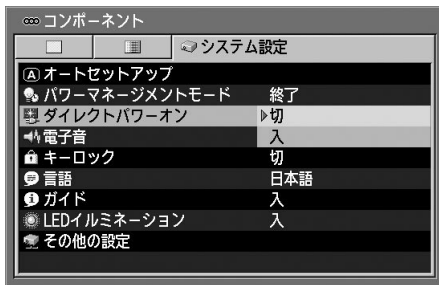 コンポーネント
システム設定
Aオートセットアップ
パワーマネージメントモード 終了
ダイレクトパワーオン 切
電子音 入
キーロック 切
言語 日本語
ガイド 入
LEDイルミネーション 入
その他の設定